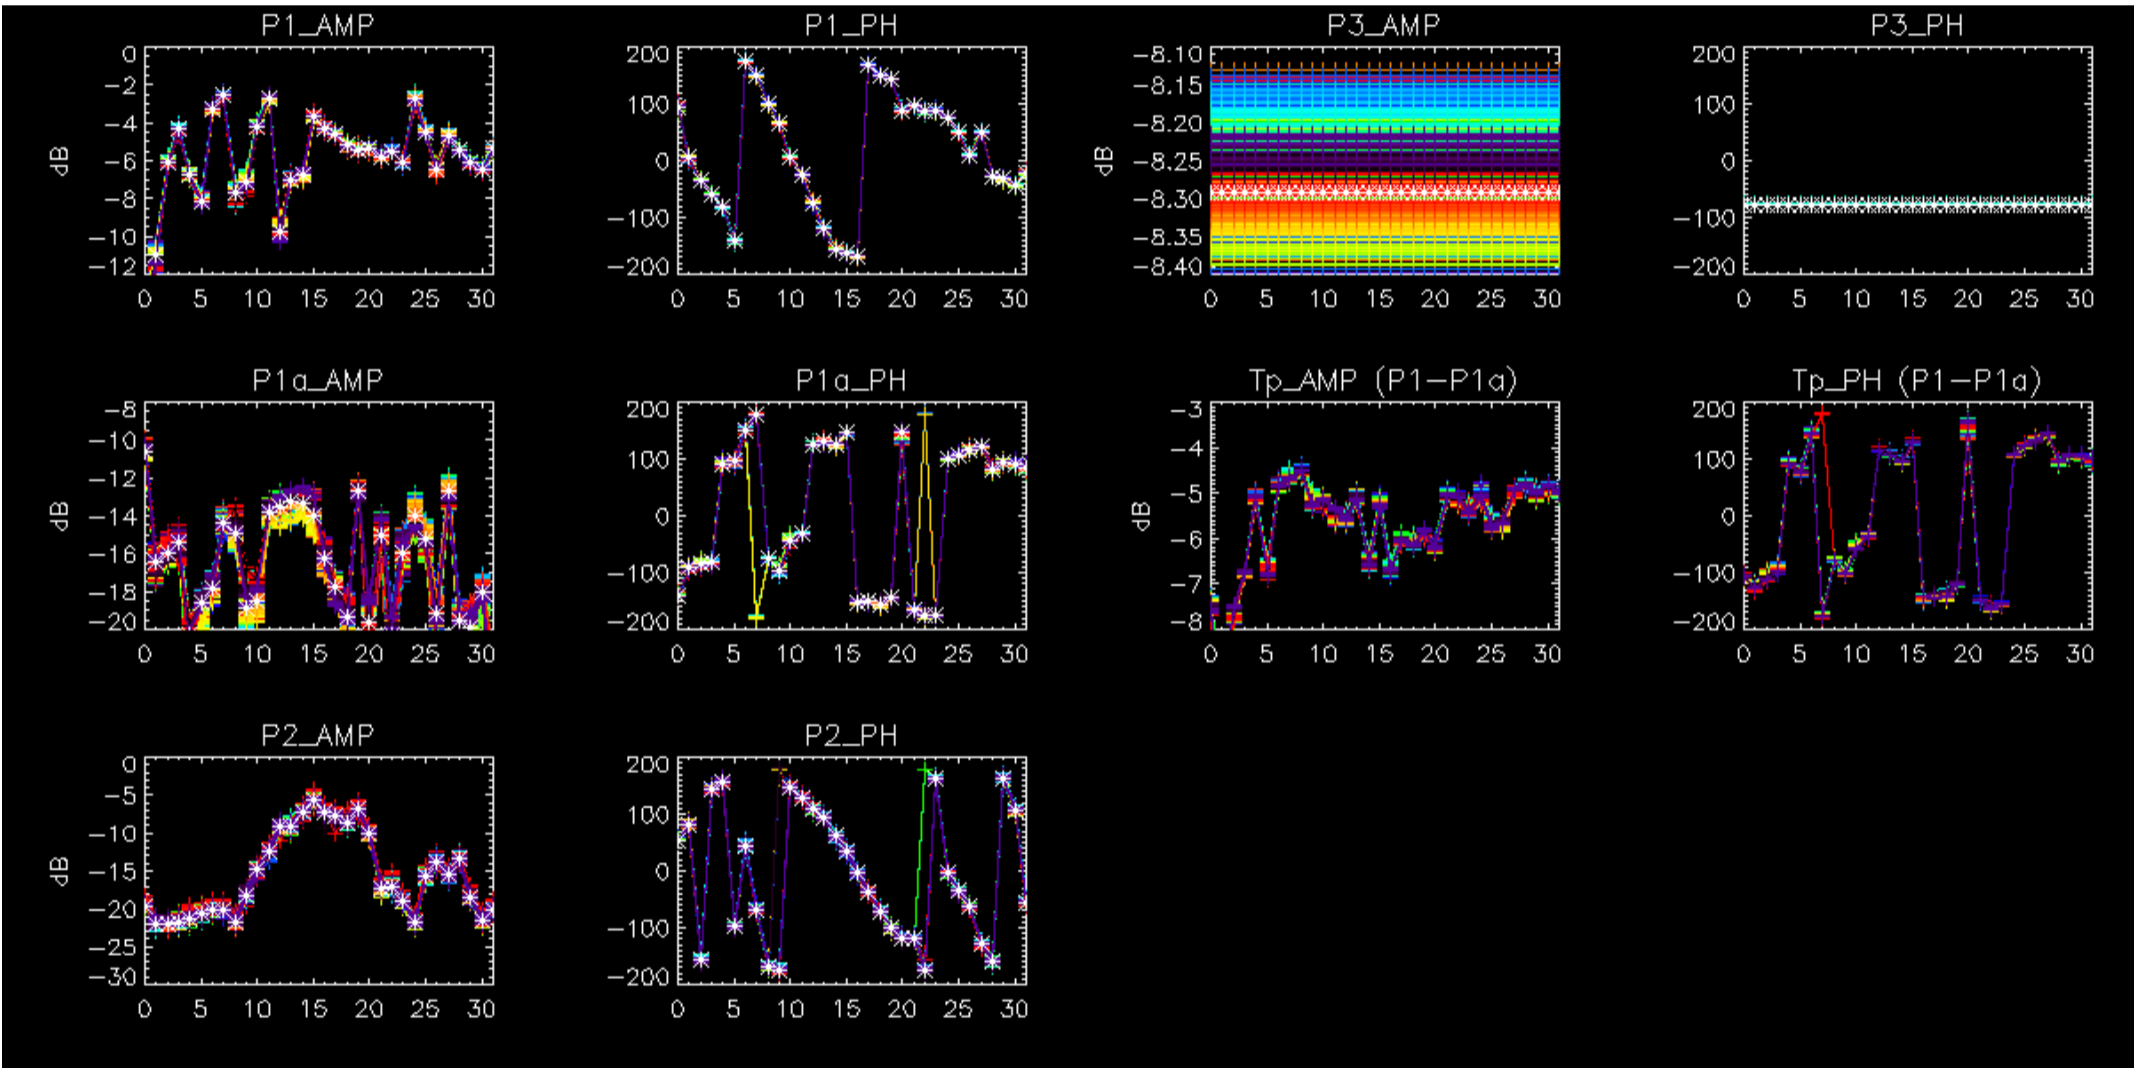 P1_AMP
P1_PH
P3_AMP
P3_PH
0
−2
−4
−6
−8
−10
−12
dB
0 5 10 15 20 25 30
200
100
0
−100
−200
0 5 10 15 20 25 30
−8.10
−8.15
−8.20
−8.25
−8.30
−8.35
−8.40
dB
0 5 10 15 20 25 30
200
100
0
−100
−200
0 5 10 15 20 25 30
P1a_AMP
P1a_PH
Tp_AMP (P1−P1a)
Tp_PH (P1−P1a)
−8
−10
−12
−14
−16
−18
−20
dB
0 5 10 15 20 25 30
200
100
0
−100
−200
0 5 10 15 20 25 30
−3
−4
−5
−6
−7
−8
dB
0 5 10 15 20 25 30
200
100
0
−100
−200
0 5 10 15 20 25 30
P2_AMP
P2_PH
0
−5
−10
−15
−20
−25
−30
dB
0 5 10 15 20 25 30
200
100
0
−100
−200
0 5 10 15 20 25 30